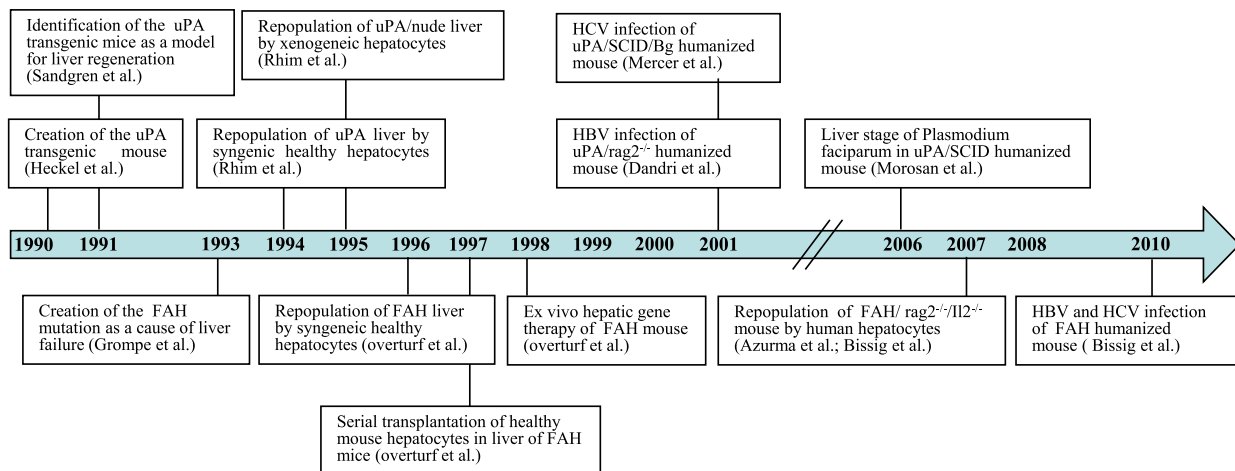 Identification of the uPA
transgenic mice as a model
for liver regeneration
(Sandgren et al.)
Repopulation of uPA/nude liver
by xenogeneic hepatocytes
(Rhim et al.)
HCV infection of
uPA/SCID/Bg humanized
mouse (Mercer et al.)
Creation of the uPA
transgenic mouse
(Heckel et al.)
Repopulation of uPA liver by
syngenic healthy hepatocytes
(Rhim et al.)
HBV infection of
uPA/rag2-/- humanized
mouse (Dandri et al.)
Liver stage of Plasmodium
faciparum in uPA/SCID humanized
mouse (Morosan et al.)
1990 1991 1993 1994 1995 1996 1997 1998 1999 2000 2001 2006 2007 2008 2010
Creation of the FAH
mutation as a cause of liver
failure (Grompe et al.)
Repopulation of FAH liver
by syngeneic healthy
hepatocytes (overturf et al.)
Ex vivo hepatic gene
therapy of FAH mouse
(overturf et al.)
Repopulation of FAH/ rag2-/-/Il2-/-
mouse by human hepatocytes
(Azurma et al.; Bissig et al.)
HBV and HCV infection
of FAH humanized
mouse ( Bissig et al.)
Serial transplantation of healthy
mouse hepatocytes in liver of FAH
mice (overturf et al.)